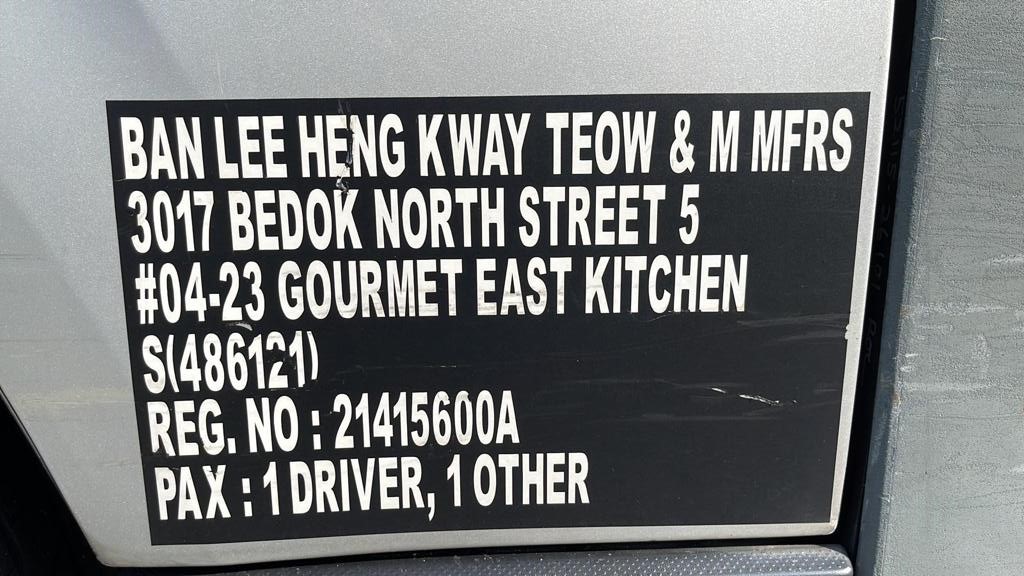 BAN LEE HENG KWAY TEOW & M MFRS
3017 BEDOK NORTH STREET 5
#04-23 GOURMET EAST KITCHEN
S(486121)
REG. NO : 21415600A
PAX : 1 DRIVER, 1 OTHER